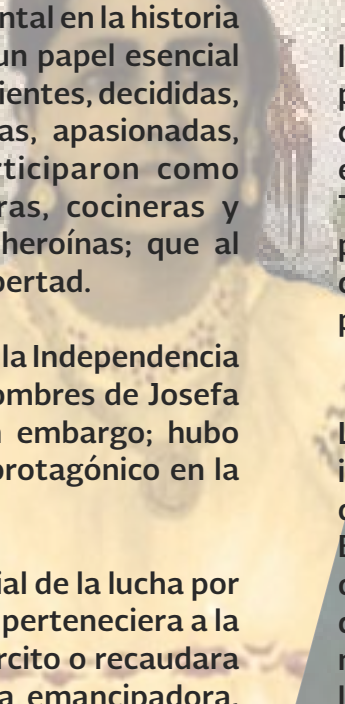 ntal en la historia
un papel esencial
ientes, decididas,
as, apasionadas,
rticiparon como
ras, cocineras y
heroínas; que al
bertad.
la Independencia
ombres de Josefa
embargo; hubo
protagónico en la
ial de la lucha por
perteneciera a la
rcito o recaudara
a emancipadora.